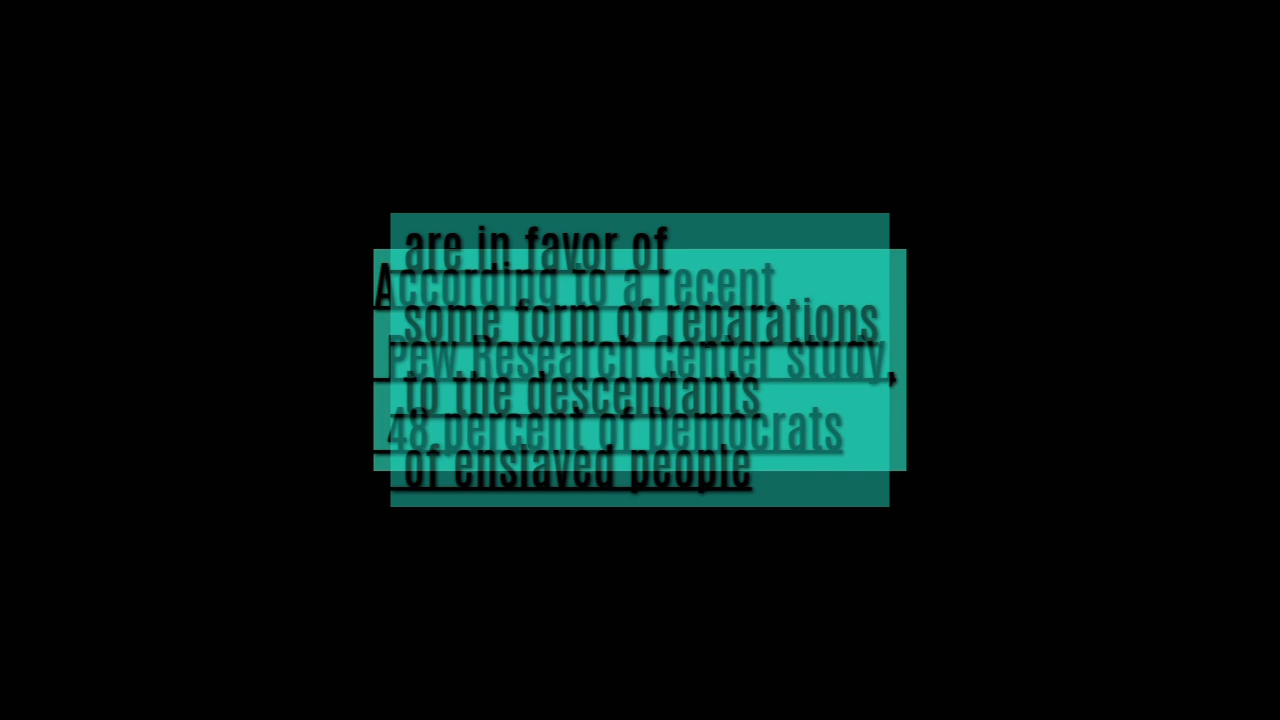 According to a recent
Pew Research Center study,
48 percent of Democrats
are in favor of
some form of reparations
to the descendants
of enslaved people